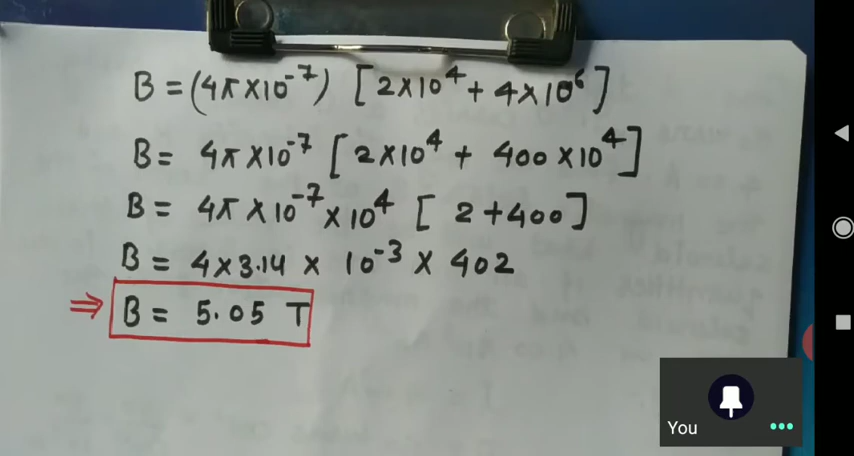 B = (4π×10⁻⁷) [2×10⁴ + 4×10⁶]
B = 4π×10⁻⁷ [2×10⁴ + 400×10⁴]
B = 4π×10⁻⁷×10⁴ [2+400]
B = 4×3.14 × 10⁻³ × 402
⇒ B = 5.05 T
You